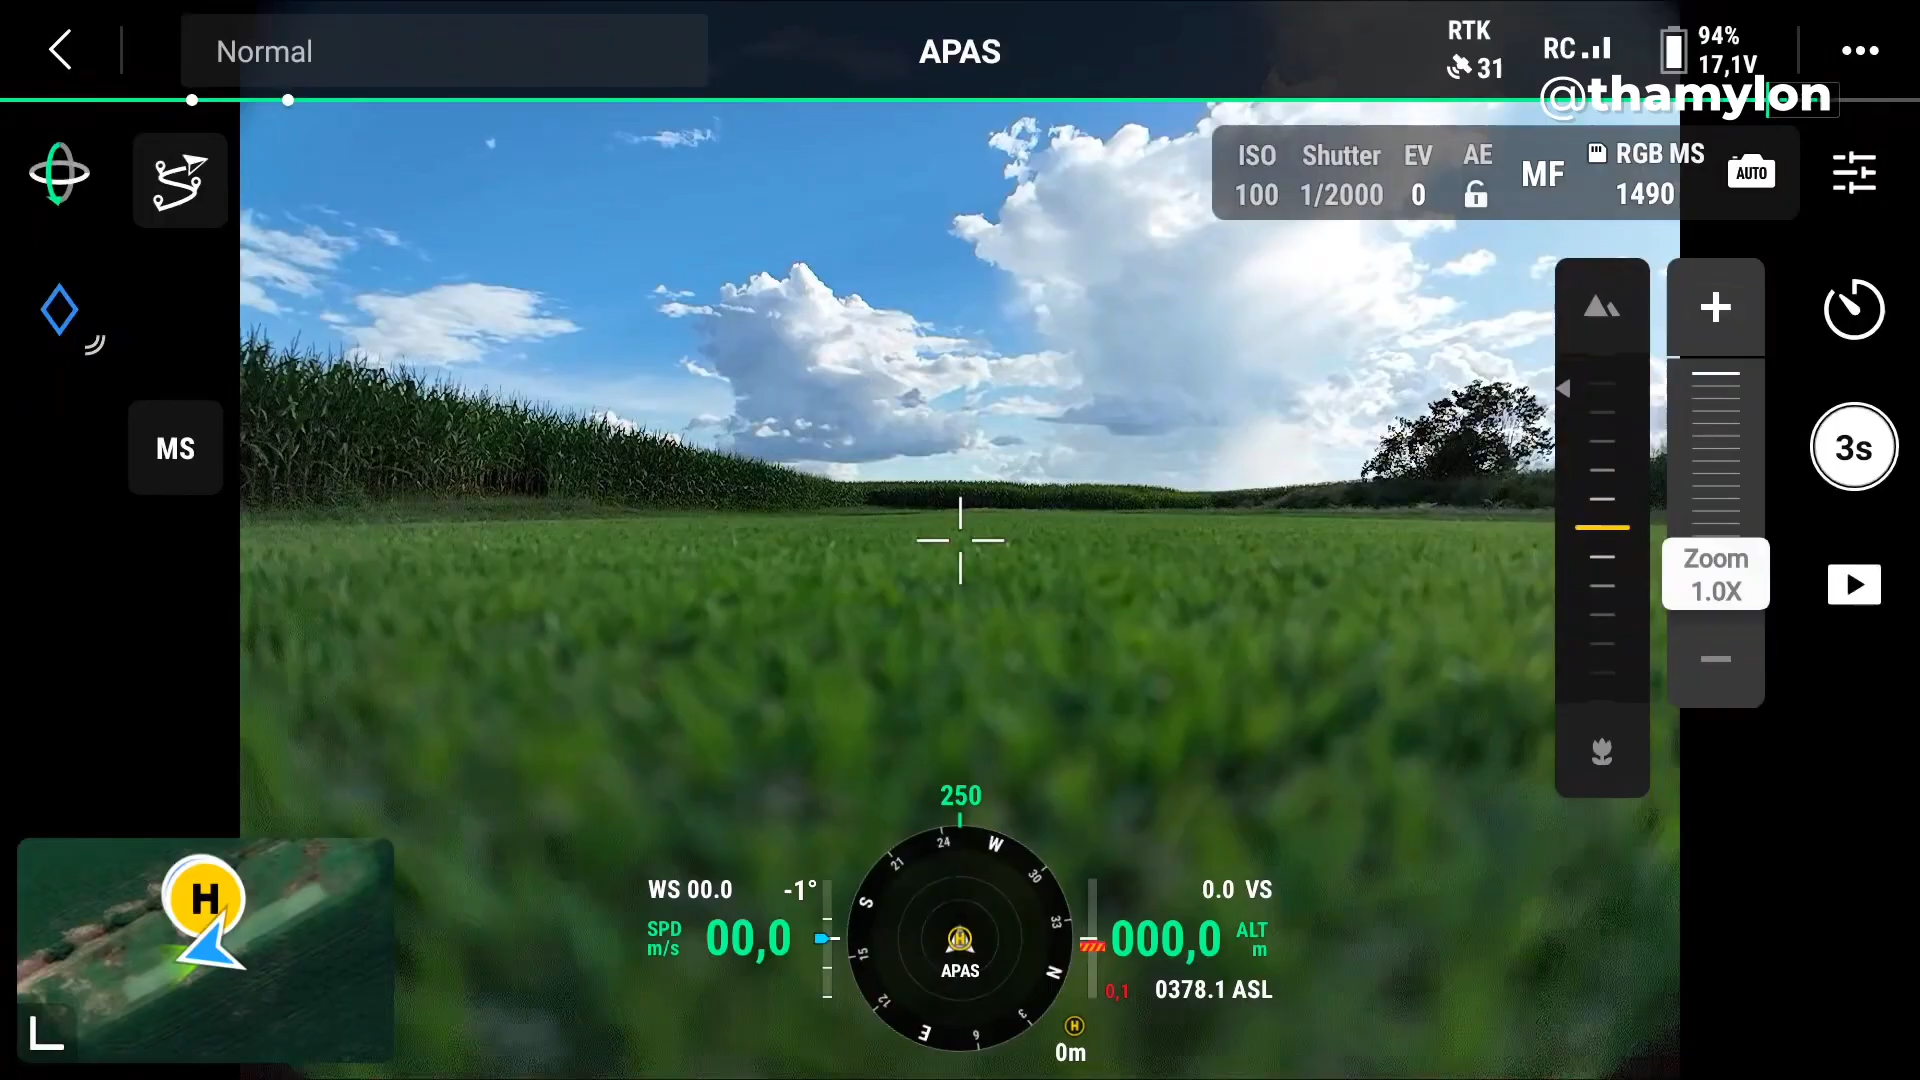 Normal
APAS
RTK
31
RC
94%
17,1V
@thamylon
ISO
100
Shutter
1/2000
EV
0
AE
MF
RGB MS
1490
AUTO
MS
Zoom
1.0X
3s
250
24
W
21
30
S
33
15
N
12
3
E
6
H
APAS
WS 00.0
-1°
SPD
m/s
00,0
0.0 VS
000,0
ALT
m
0,1
0378.1 ASL
H
0m
H